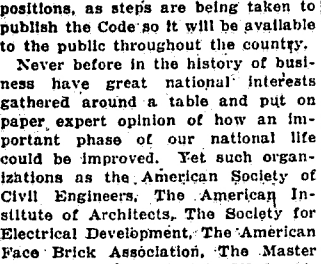 positions, as steps are being taken to
publish the Code so it will be available
to the public throughout the country.
Never before in the history of busi-
ness have great national interests
gathered around a table and put on
paper expert opinion of how an im-
portant phase of our national life
could be improved. Yet such organ-
izations as the American Society of
Civil Engineers, The American In-
stitute of Architects, The Society for
Electrical Development, The American
Face Brick Association, The Master